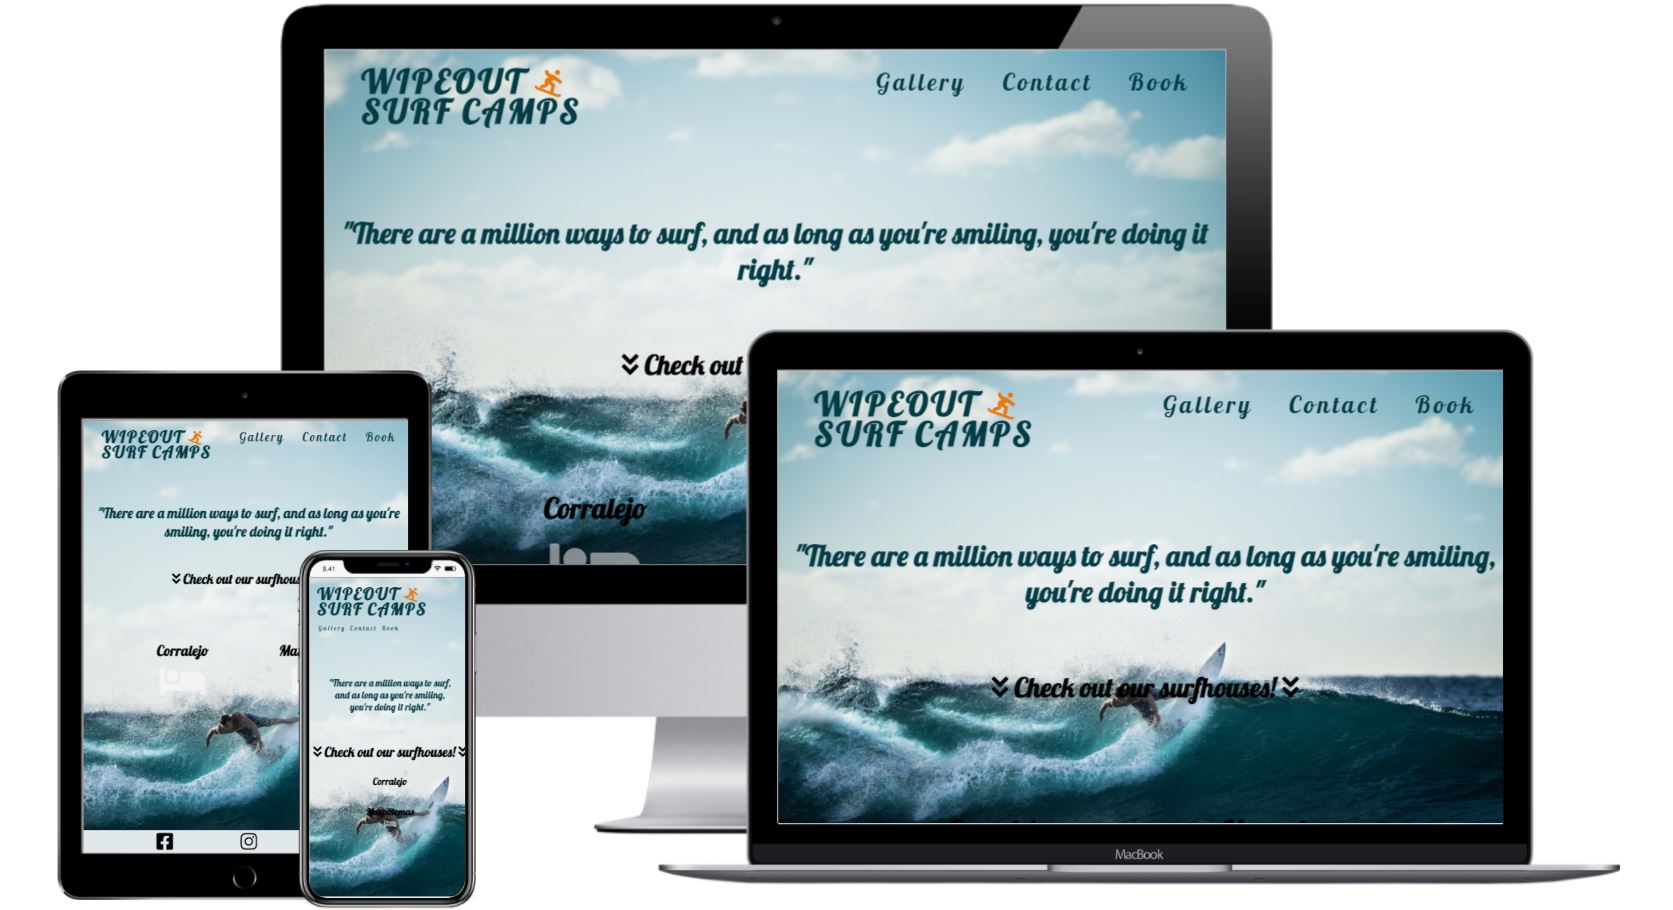 WIPEOUT
SURF CAMPS
Gallery Contact Book
"There are a million ways to surf, and as long as you're smiling, you're doing it
right."
Check out
Corralejo
WIPEOUT
SURF CAMPS
Gallery Contact Book
"There are a million ways to surf, and as long as you're
smiling, you're doing it right."
Check out our surfhous
Corralejo
Ma
9:41
WIPEOUT
SURF CAMPS
Gallery Contact Book
"There are a million ways to surf,
and as long as you're smiling,
you're doing it right."
Check out our surfhouses!
Corralejo
Maspalomas
WIPEOUT
SURF CAMPS
Gallery Contact Book
"There are a million ways to surf, and as long as you're smiling,
you're doing it right."
Check out our surfhouses!
MacBook